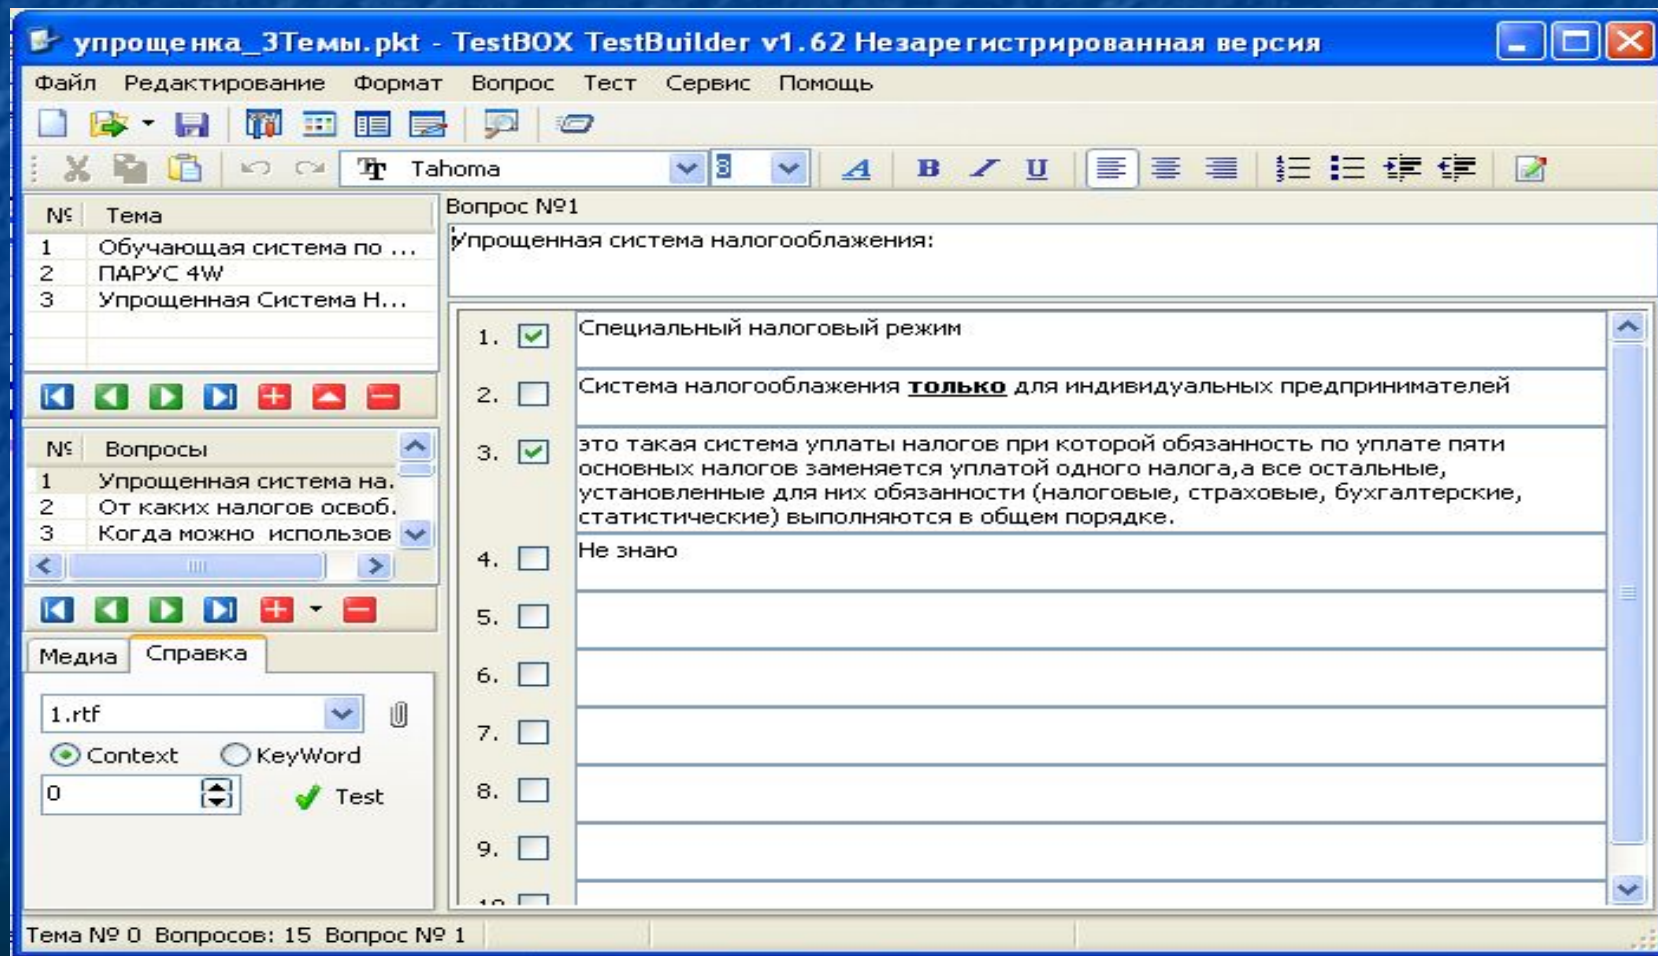 упрощенка_3Темы.pkt - TestBOX TestBuilder v1.62 Незарегистрированная версия
Файл Редактирование Формат Вопрос Тест Сервис Помощь
Tahoma 8
№ Тема
1 Обучающая система по ...
2 ПАРУС 4W
3 Упрощенная Система Н...
№ Вопросы
1 Упрощенная система на.
2 От каких налогов освоб.
3 Когда можно использов
Медиа Справка
1.rtf
Context KeyWord
0 Test
Вопрос №1
Упрощенная система налогооблажения:
1. Специальный налоговый режим
2. Система налогооблажения только для индивидуальных предпринимателей
3. это такая система уплаты налогов при которой обязанность по уплате пяти
основных налогов заменяется уплатой одного налога,а все остальные,
установленные для них обязанности (налоговые, страховые, бухгалтерские,
статистические) выполняются в общем порядке.
4. Не знаю
5.
6.
7.
8.
9.
10.
Тема № 0 Вопросов: 15 Вопрос № 1